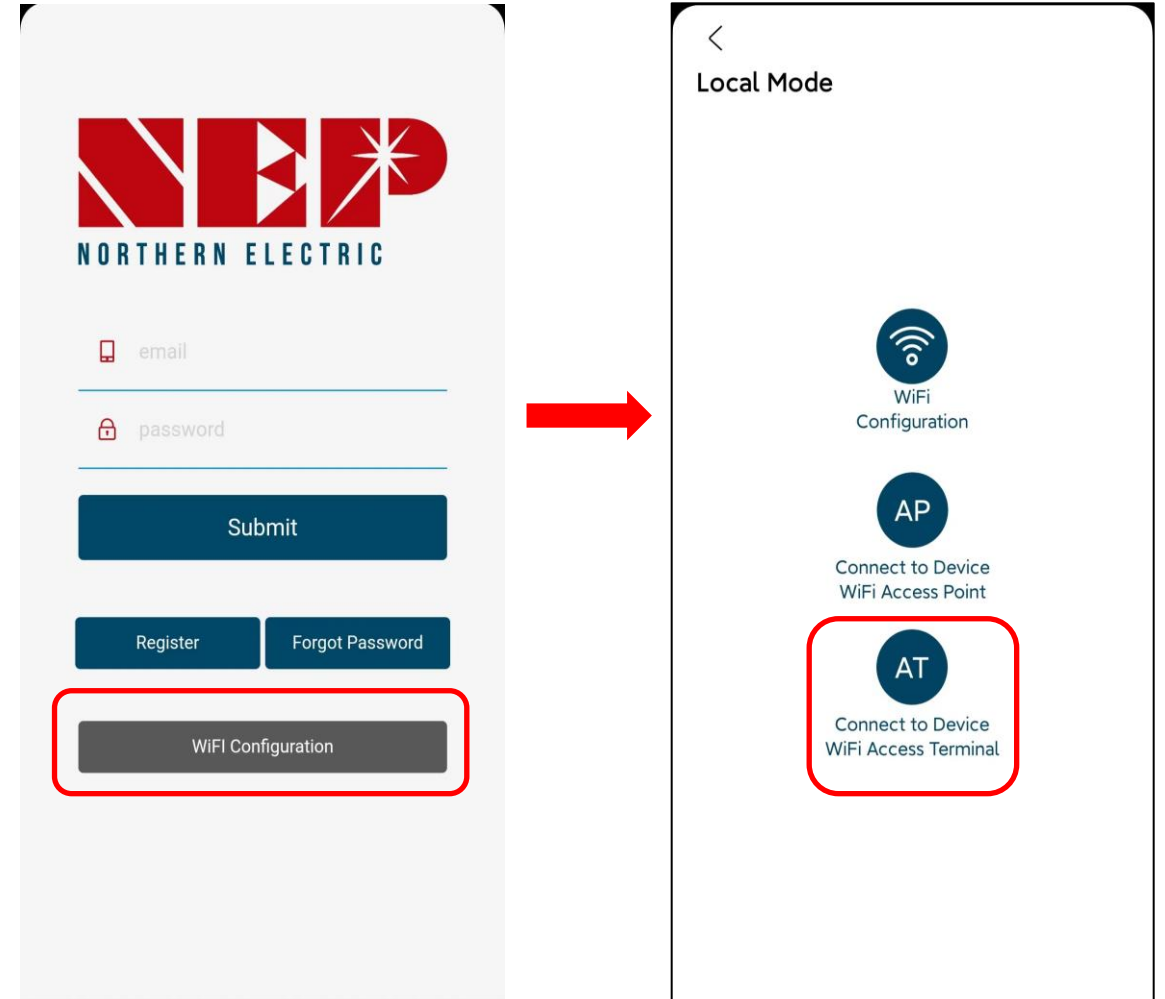 NEP
NORTHERN ELECTRIC
email
password
Submit
Register
Forgot Password
WiFI Configuration
Local Mode
WiFi
Configuration
AP
Connect to Device
WiFi Access Point
AT
Connect to Device
WiFi Access Terminal